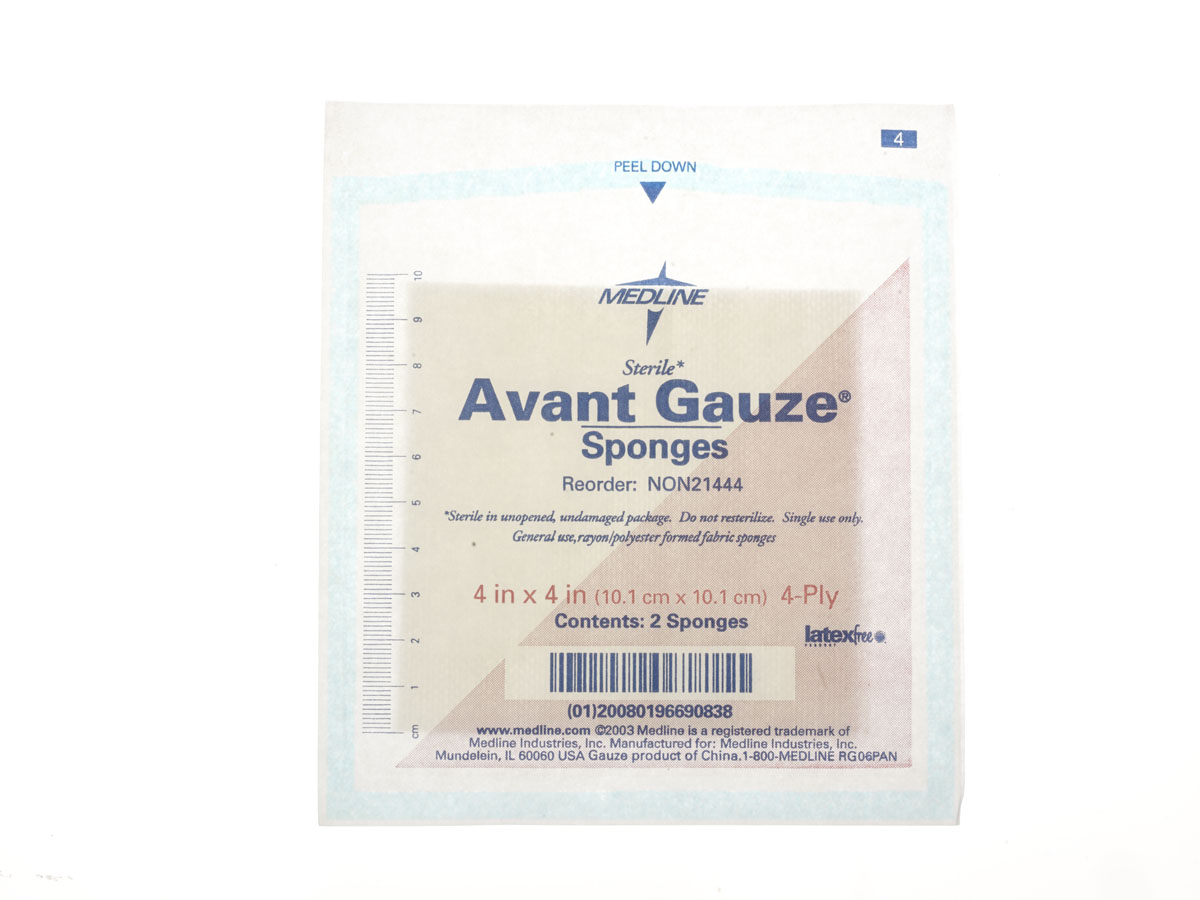 4
PEEL DOWN
MEDLINE
Sterile*
Avant Gauze®
Sponges
Reorder: NON21444
*Sterile in unopened, undamaged package. Do not resterilize. Single use only.
General use, rayon/polyester formed fabric sponges
4 in x 4 in (10.1 cm x 10.1 cm) 4-Ply
Contents: 2 Sponges
latexfree
(01)20080196690838
www.medline.com ©2003 Medline is a registered trademark of
Medline Industries, Inc. Manufactured for: Medline Industries, Inc.
Mundelein, IL 60060 USA Gauze product of China.1-800-MEDLINE RG06PAN
10
9
8
7
6
5
4
3
2
1
cm